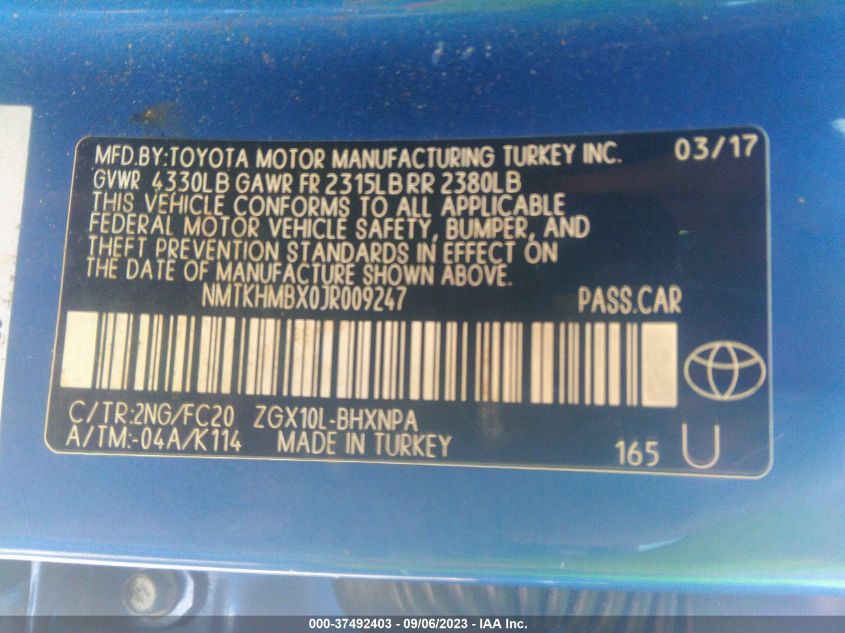 MFD.BY:TOYOTA MOTOR MANUFACTURING TURKEY INC. 03/17
GVWR 4330LB GAWR FR 2315LB RR 2380LB
THIS VEHICLE CONFORMS TO ALL APPLICABLE
FEDERAL MOTOR VEHICLE SAFETY, BUMPER, AND
THEFT PREVENTION STANDARDS IN EFFECT ON
THE DATE OF MANUFACTURE SHOWN ABOVE.
NMTKHMBX0JR009247 PASS.CAR
C/TR:2NG/FC20 ZGX10L-BHXNPA
A/TM:-04A/K114 MADE IN TURKEY 165 U
000-37492403 - 09/06/2023 - IAA Inc.